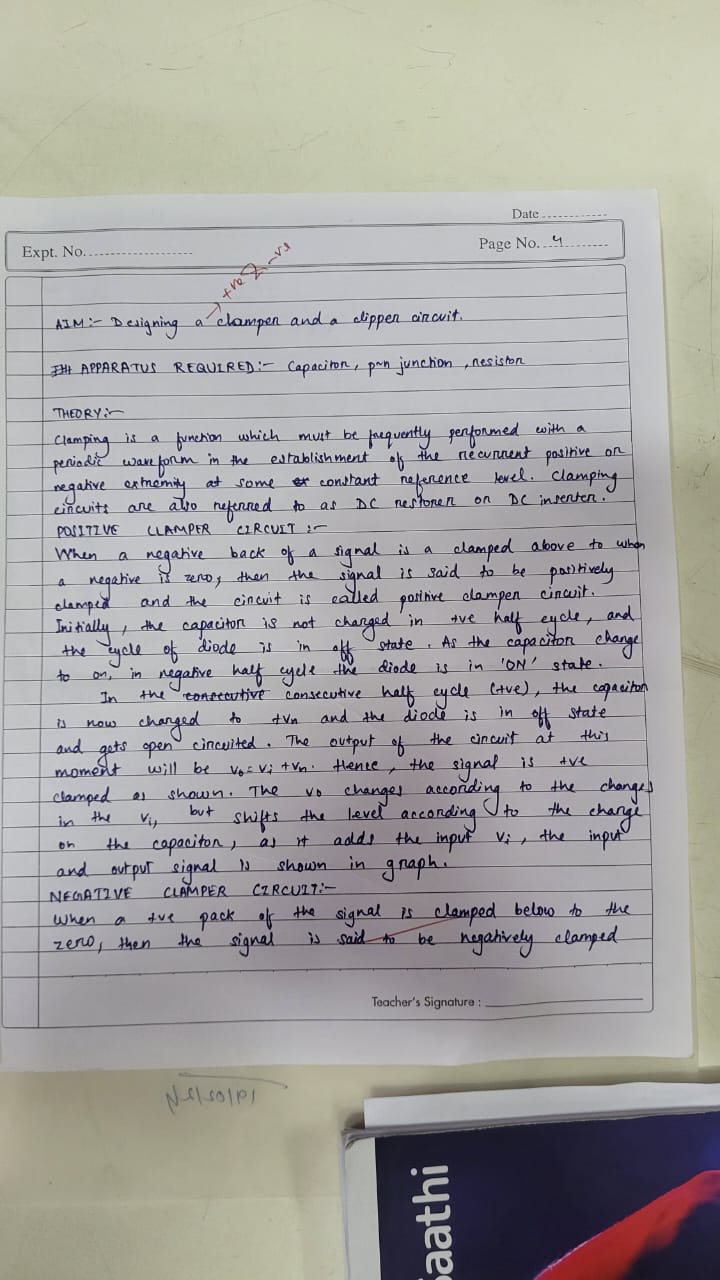 Date
Expt. No.
Page No. 4
+ve & -ve
AIM:- Designing a clamper and a clipper circuit.
APPARATUS REQUIRED:- Capacitor, p-n junction, resistor
THEORY:-
Clamping is a function which must be frequently performed with a
periodic waveform in the establishment of the recurrent positive or
negative extremity at some constant reference level. Clamping
circuits are also referred to as DC restorer or DC inserter.
POSITIVE CLAMPER CIRCUIT:-
When a negative back of a signal is a clamped above to when
a negative is zero, then the signal is said to be positively
clamped and the circuit is called positive clamper circuit.
Initially, the capacitor is not charged in +ve half cycle, and
the cycle of diode is in off state. As the capacitor change
to on, in negative half cycle the diode is in 'ON' state.
In the consecutive consecutive half cycle (+ve), the capacitor
is now changed to +vn and the diode is in off state
and gets open circuited. The output of the circuit at this
moment will be vo=vi+vn. Hence, the signal is +ve
clamped as shown. The vo changes according to the changes
in the vi, but shifts the level according to the change
on the capacitor, as it adds the input vi, the input
and output signal is shown in graph.
NEGATIVE CLAMPER CIRCUIT:-
When a +ve pack of the signal is clamped below to the
zero, then the signal is said to be negatively clamped
Teacher's Signature :
19/02/24
aathi